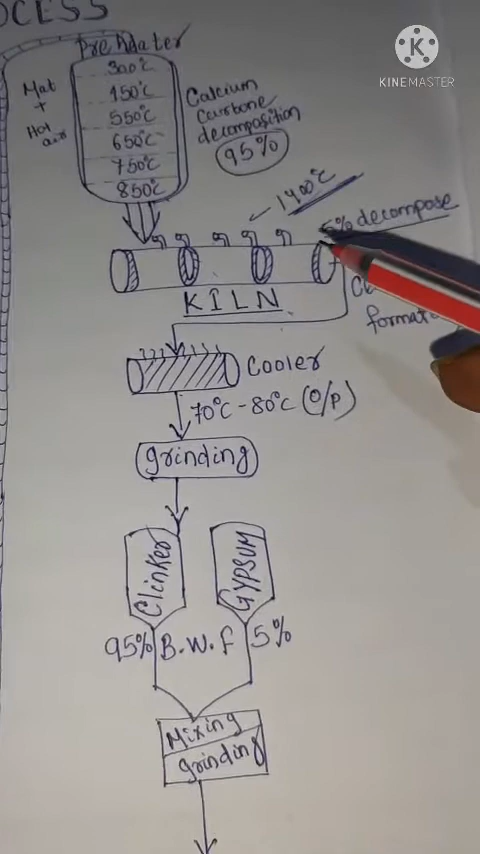 OCESS
Pre Heater
KINEMASTER
Mat
+
Hot
air
300°C
450°C
550°C
650°C
750°C
850°C
Calcium
Carbone
decomposition
95%
1400°C
5% decompose
KILN
format
Cooler
70°C-80°C (O/P)
grinding
Clinker
GYPSUM
95% B.W.F 5%
Mixing
grinding